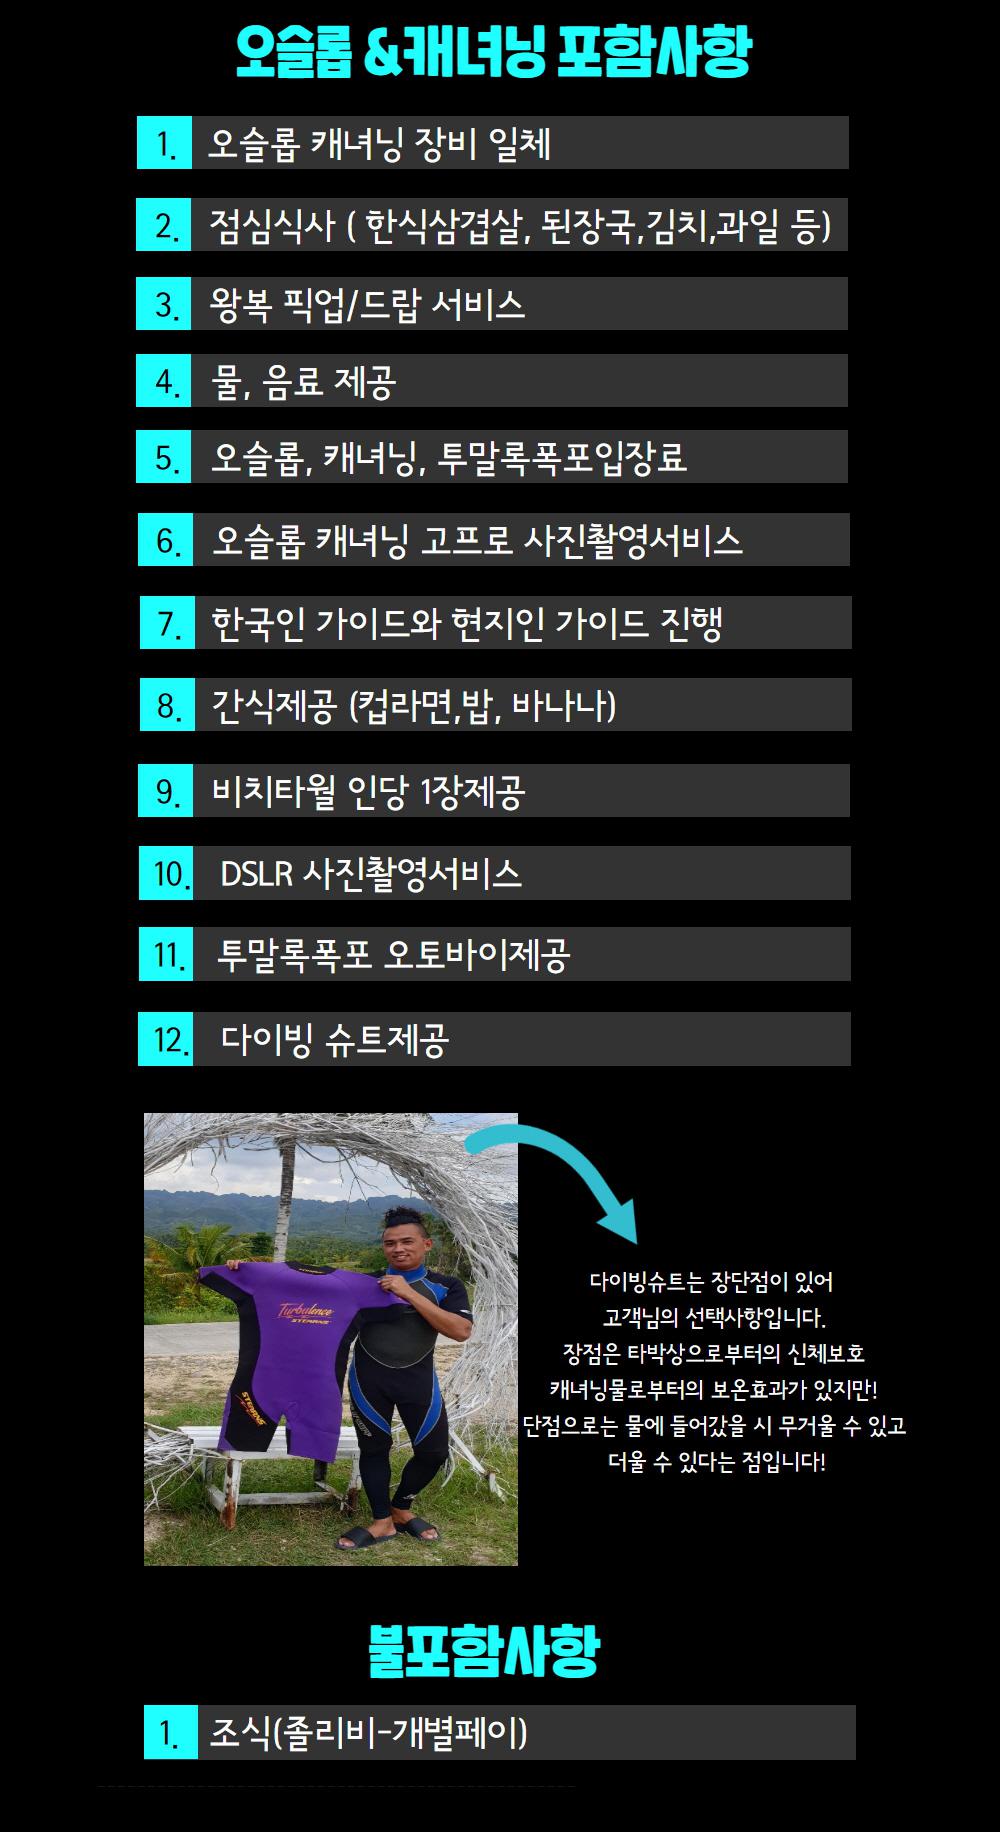 오슬롭 &캐녀닝 포함사항
1. 오슬롭 캐녀닝 장비 일체
2. 점심식사 ( 한식삼겹살, 된장국,김치,과일 등)
3. 왕복 픽업/드랍 서비스
4. 물, 음료 제공
5. 오슬롭, 캐녀닝, 투말록폭포입장료
6. 오슬롭 캐녀닝 고프로 사진촬영서비스
7. 한국인 가이드와 현지인 가이드 진행
8. 간식제공 (컵라면,밥, 바나나)
9. 비치타월 인당 1장제공
10. DSLR 사진촬영서비스
11. 투말록폭포 오토바이제공
12. 다이빙 슈트제공
Turbulence
STEARNS
STEARNS
다이빙슈트는 장단점이 있어
고객님의 선택사항입니다.
장점은 타박상으로부터의 신체보호
캐녀닝물로부터의 보온효과가 있지만!
단점으로는 물에 들어갔을 시 무거울 수 있고
더울 수 있다는 점입니다!
불포함사항
1. 조식(졸리비-개별페이)